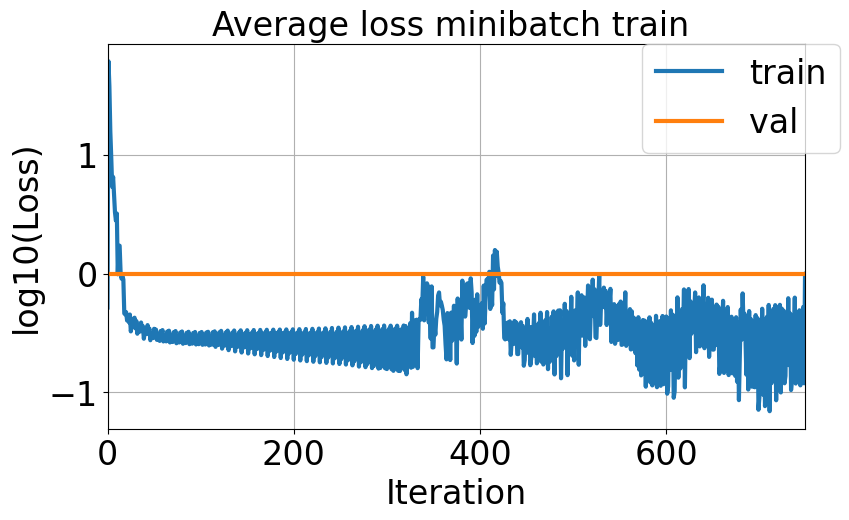 Average loss minibatch train
train
val
log10(Loss)
1
0
−1
0
200
400
600
Iteration